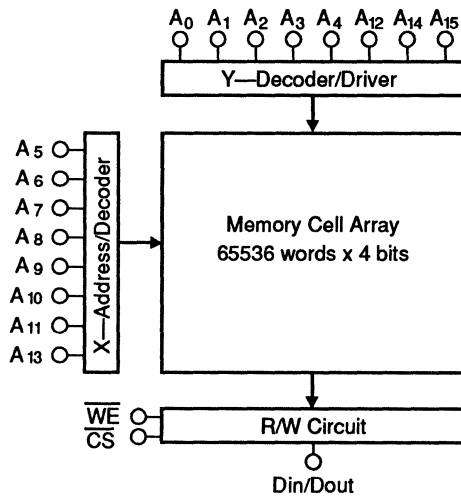 A0 A1 A2 A3 A4 A12 A14 A15
Y—Decoder/Driver
A5
A6
A7
A8
A9
A10
A11
A13
X—Address/Decoder
Memory Cell Array
65536 words x 4 bits
WE
CS
R/W Circuit
Din/Dout